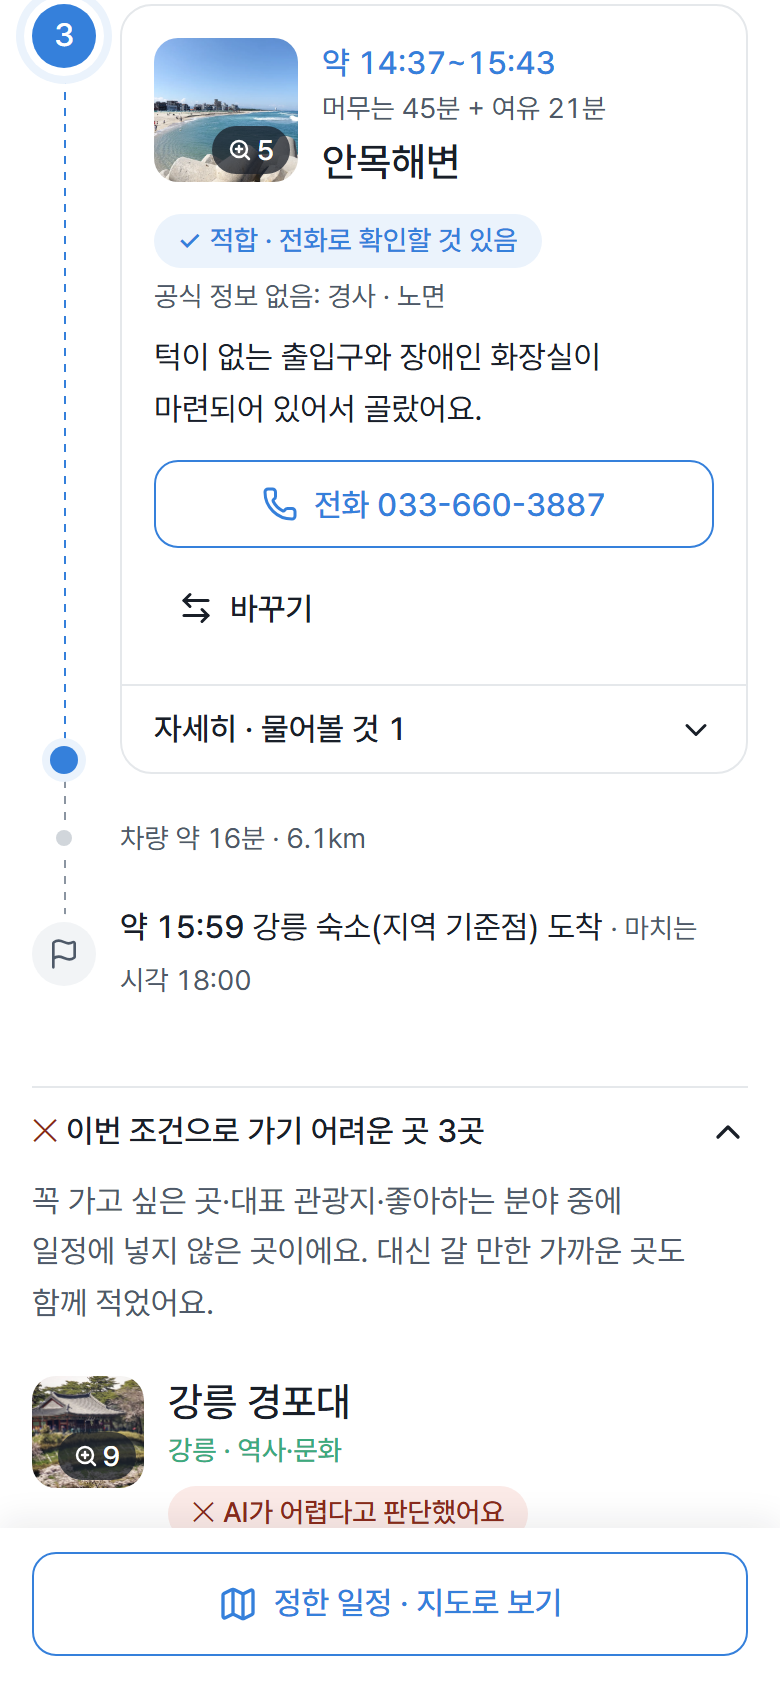 3
약 14:37~15:43
머무는 45분 + 여유 21분
5
안목해변
적합 · 전화로 확인할 것 있음
공식 정보 없음: 경사 · 노면
턱이 없는 출입구와 장애인 화장실이
마련되어 있어서 골랐어요.
전화 033-660-3887
바꾸기
자세히 · 물어볼 것 1
차량 약 16분 · 6.1km
약 15:59 강릉 숙소(지역 기준점) 도착 · 마치는
시각 18:00
이번 조건으로 가기 어려운 곳 3곳
꼭 가고 싶은 곳·대표 관광지·좋아하는 분야 중에
일정에 넣지 않은 곳이에요. 대신 갈 만한 가까운 곳도
함께 적었어요.
강릉 경포대
강릉 · 역사·문화
9
AI가 어렵다고 판단했어요
정한 일정 · 지도로 보기